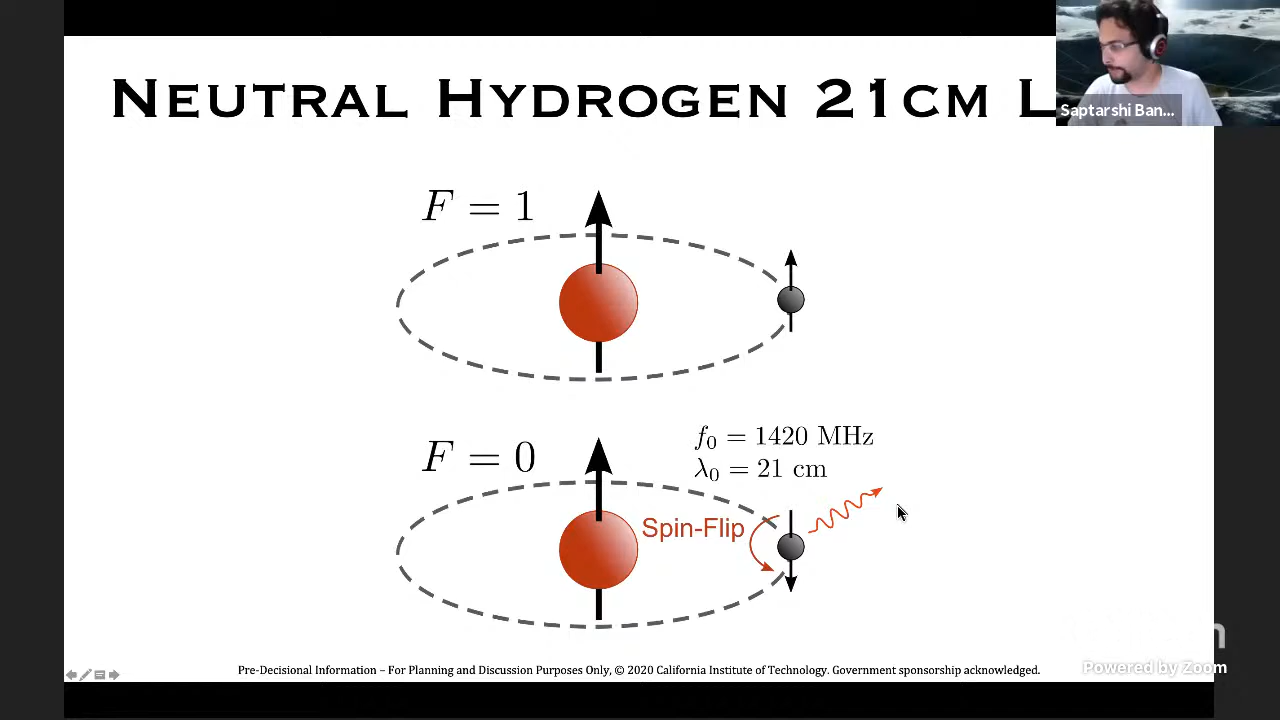 NEUTRAL HYDROGEN 21CM L
Saptarshi Ban...
F = 1
F = 0
f₀ = 1420 MHz
λ₀ = 21 cm
Spin-Flip
Pre-Decisional Information – For Planning and Discussion Purposes Only, © 2020 California Institute of Technology. Government sponsorship acknowledged.
Powered by Zoom